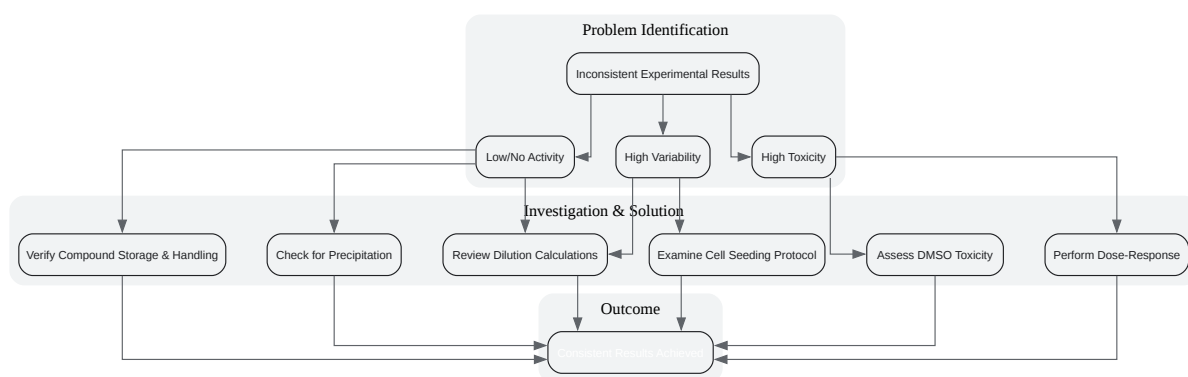 Problem Identification
Inconsistent Experimental Results
Low/No Activity
High Variability
High Toxicity
Investigation & Solution
Verify Compound Storage & Handling
Check for Precipitation
Review Dilution Calculations
Examine Cell Seeding Protocol
Assess DMSO Toxicity
Perform Dose-Response
Outcome
Consistent Results Achieved